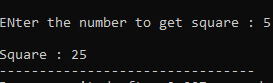 ENter the number to get square : 5
Square : 25
--------------------------------